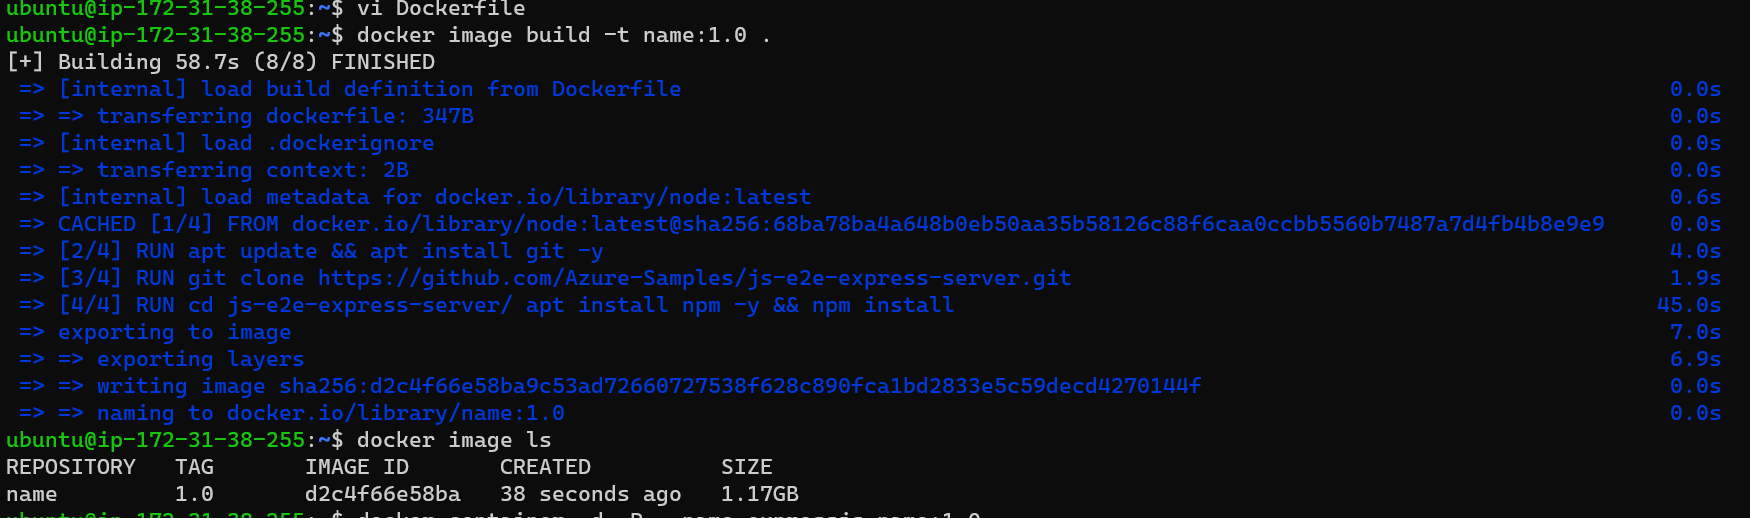 ubuntu@ip-172-31-38-255:~$ vi Dockerfile
ubuntu@ip-172-31-38-255:~$ docker image build -t name:1.0 .
[+] Building 58.7s (8/8) FINISHED
=> [internal] load build definition from Dockerfile 0.0s
=> => transferring dockerfile: 347B 0.0s
=> [internal] load .dockerignore 0.0s
=> => transferring context: 2B 0.0s
=> [internal] load metadata for docker.io/library/node:latest 0.6s
=> CACHED [1/4] FROM docker.io/library/node:latest@sha256:68ba78ba4a648b0eb50aa35b58126c88f6caa0ccbb5560b7487a7d4fb4b8e9e9 0.0s
=> [2/4] RUN apt update && apt install git -y 4.0s
=> [3/4] RUN git clone https://github.com/Azure-Samples/js-e2e-express-server.git 1.9s
=> [4/4] RUN cd js-e2e-express-server/ apt install npm -y && npm install 45.0s
=> exporting to image 7.0s
=> => exporting layers 6.9s
=> => writing image sha256:d2c4f66e58ba9c53ad72660727538f628c890fca1bd2833e5c59decd4270144f 0.0s
=> => naming to docker.io/library/name:1.0 0.0s
ubuntu@ip-172-31-38-255:~$ docker image ls
REPOSITORY TAG IMAGE ID CREATED SIZE
name 1.0 d2c4f66e58ba 38 seconds ago 1.17GB
ubuntu@ip-172-31-38-255:~$ docker container